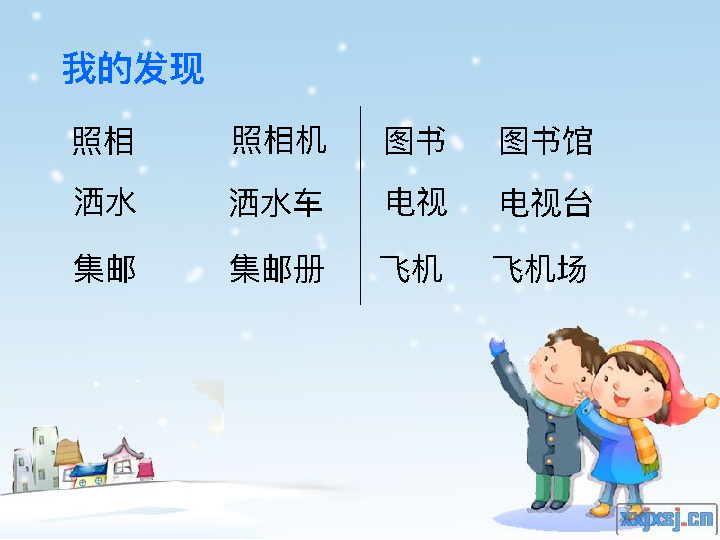 我的发现
照相 照相机 图书 图书馆
洒水 洒水车 电视 电视台
集邮 集邮册 飞机 飞机场
xxjxsj.cn